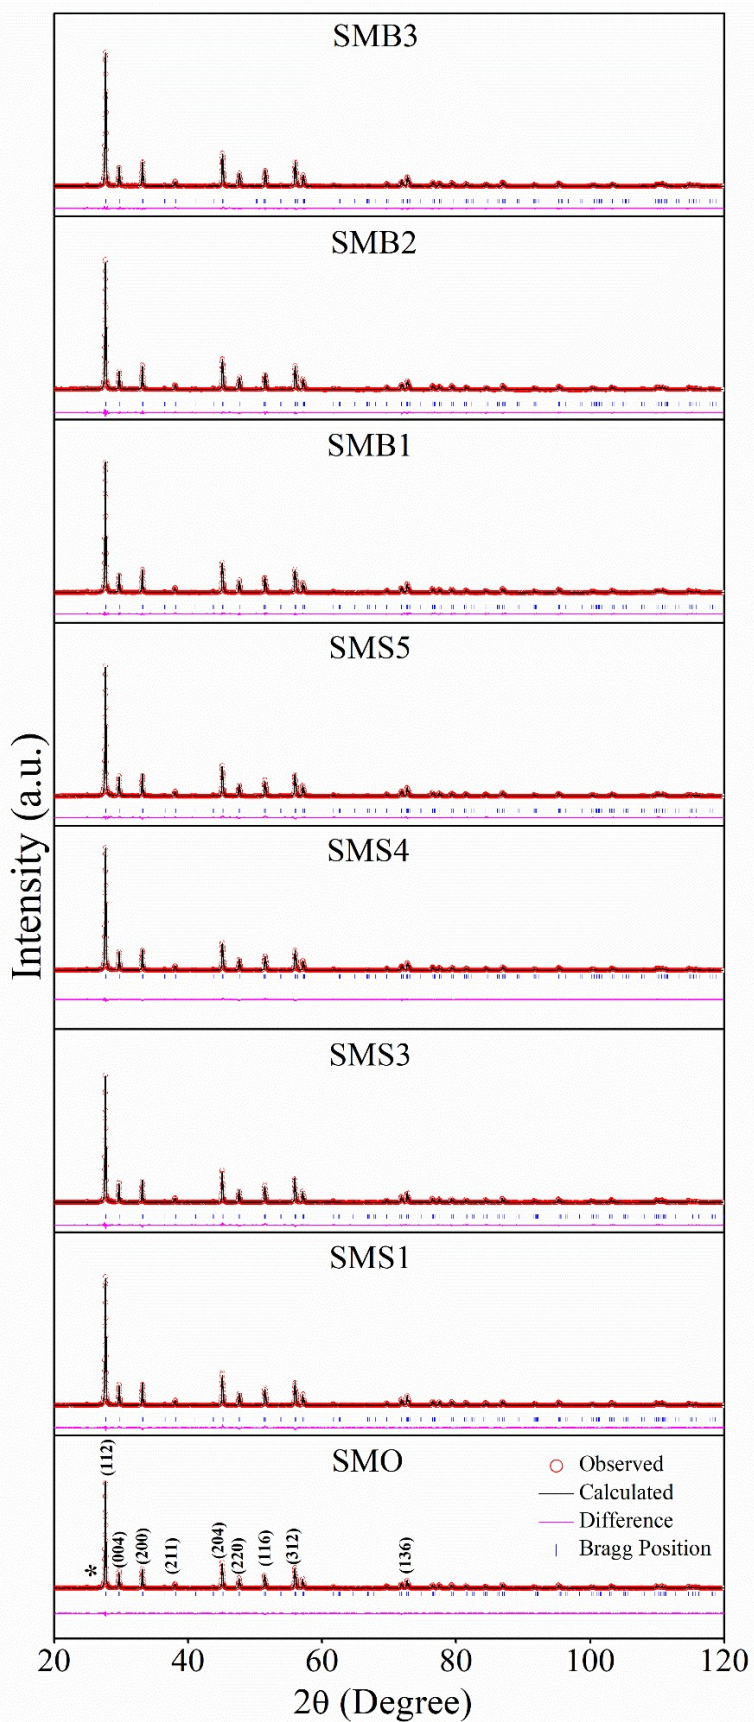 SMB3
SMB2
SMB1
SMS5
SMS4
SMS3
SMS1
SMO
Intensity (a.u.)
Observed
Calculated
Difference
Bragg Position
*
(112)
(004)
(200)
(211)
(204)
(220)
(116)
(312)
(136)
20 40 60 80 100 120
2θ (Degree)